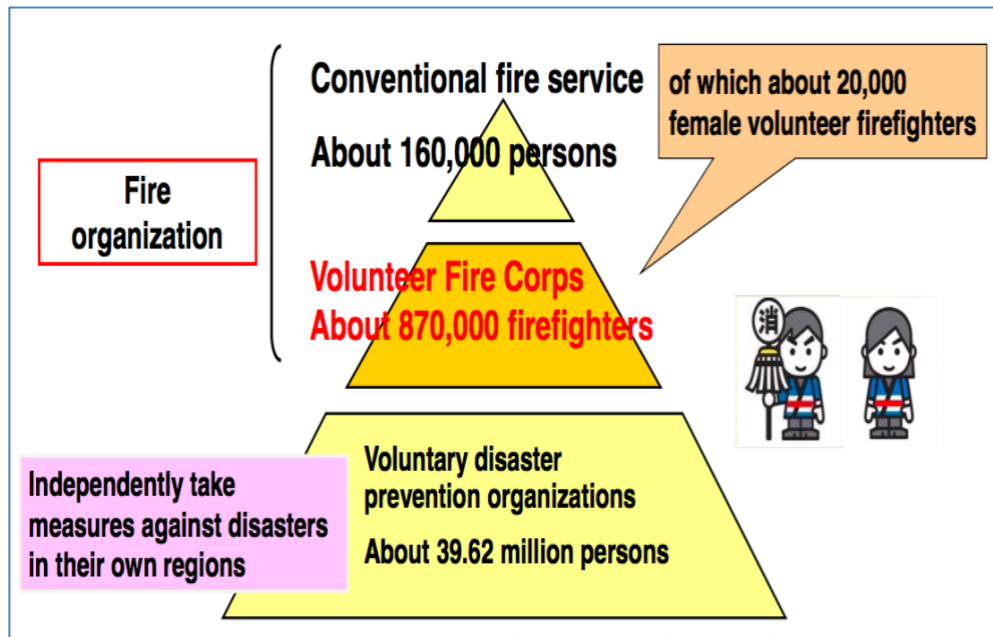 Conventional fire service
About 160,000 persons
of which about 20,000
female volunteer firefighters
Fire
organization
Volunteer Fire Corps
About 870,000 firefighters
消
Voluntary disaster
prevention organizations
About 39.62 million persons
Independently take
measures against disasters
in their own regions